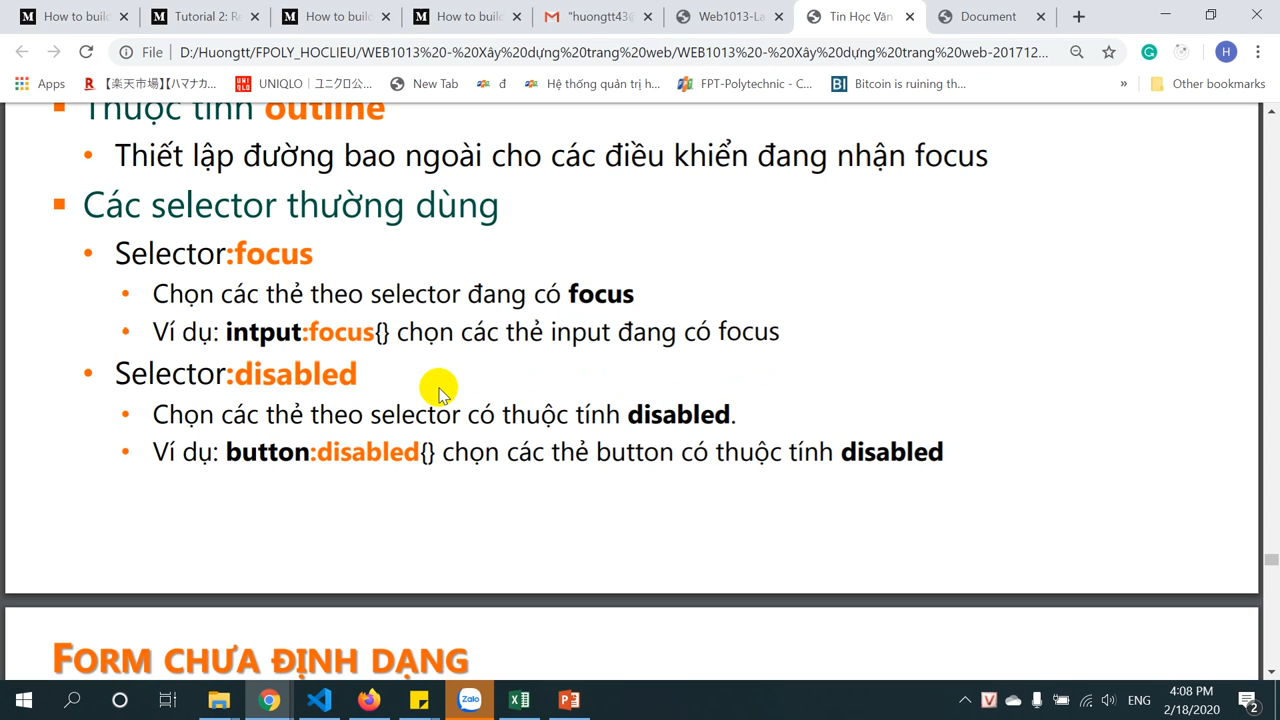 How to build
Tutorial 2: Re
How to build
How to build
"huongtt43@
Web1013-La
Tin Học Văn
Document
File D:/Huongtt/FPOLY_HOCLIEU/WEB1013%20-%20Xây%20dựng%20trang%20web/WEB1013%20-%20Xây%20dựng%20trang%20web-201712...
H
Apps
【楽天市場】【ハマナカ...
UNIQLO｜ユニクロ公...
New Tab
đ
Hệ thống quản trị h...
FPT-Polytechnic - C...
Bitcoin is ruining th...
»
Other bookmarks
Thuộc tính outline
• Thiết lập đường bao ngoài cho các điều khiển đang nhận focus
Các selector thường dùng
• Selector:focus
• Chọn các thẻ theo selector đang có focus
• Ví dụ: intput:focus{} chọn các thẻ input đang có focus
• Selector:disabled
• Chọn các thẻ theo selector có thuộc tính disabled.
• Ví dụ: button:disabled{} chọn các thẻ button có thuộc tính disabled
FORM CHƯA ĐỊNH DẠNG
Zalo
ENG
4:08 PM
2/18/2020
2